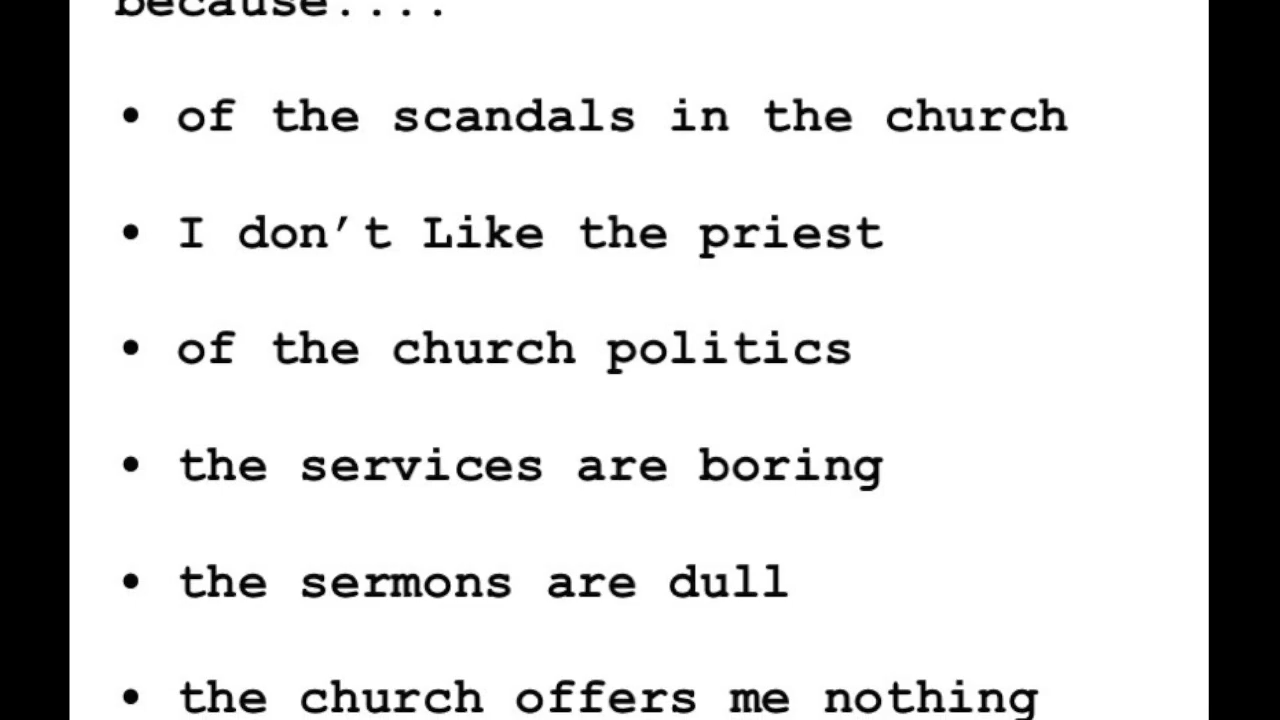 because....
• of the scandals in the church
• I don’t Like the priest
• of the church politics
• the services are boring
• the sermons are dull
• the church offers me nothing